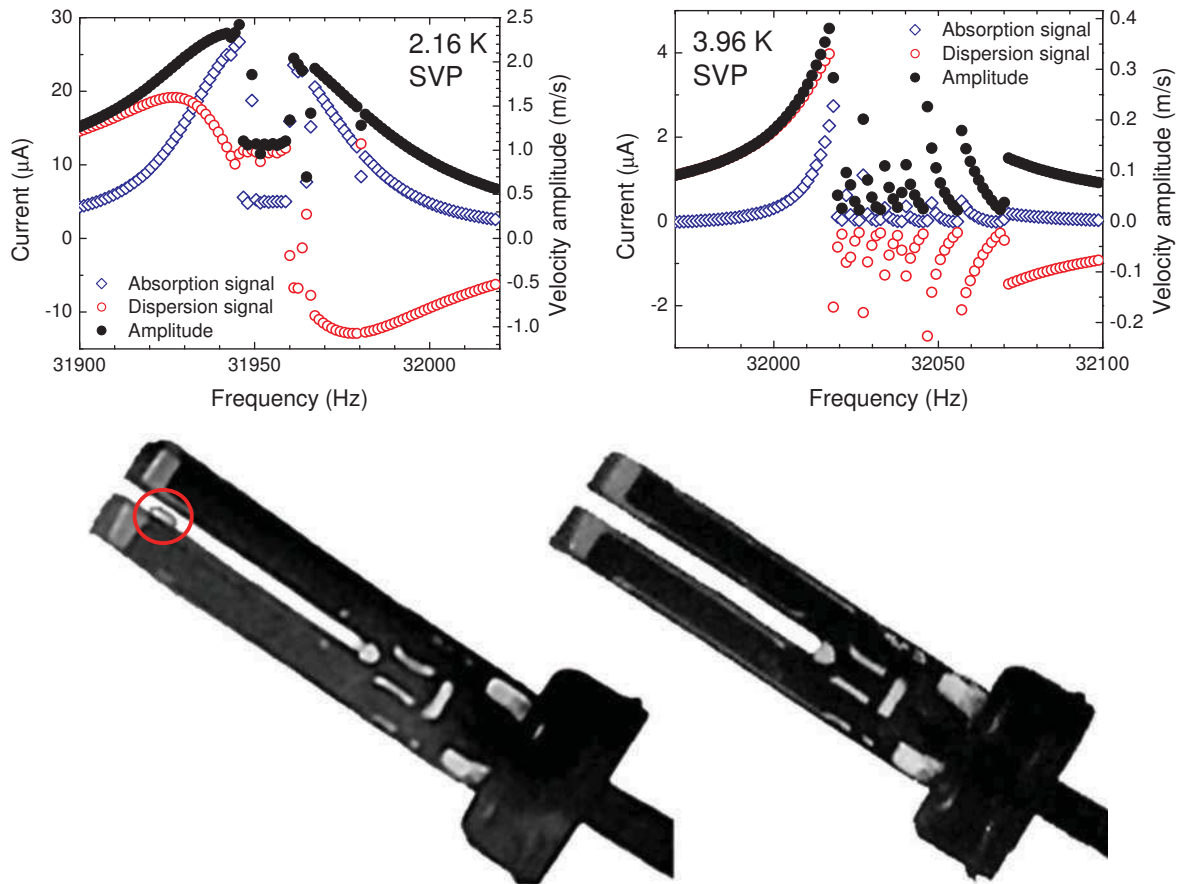 30
20
10
0
-10
Current (μA)
2.16 K
SVP
Absorption signal
Dispersion signal
Amplitude
2.5
2.0
1.5
1.0
0.5
0.0
-0.5
-1.0
Velocity amplitude (m/s)
31900
31950
32000
Frequency (Hz)
4
2
0
-2
Current (μA)
3.96 K
SVP
Absorption signal
Dispersion signal
Amplitude
0.4
0.3
0.2
0.1
0.0
-0.1
-0.2
Velocity amplitude (m/s)
32000
32050
32100
Frequency (Hz)